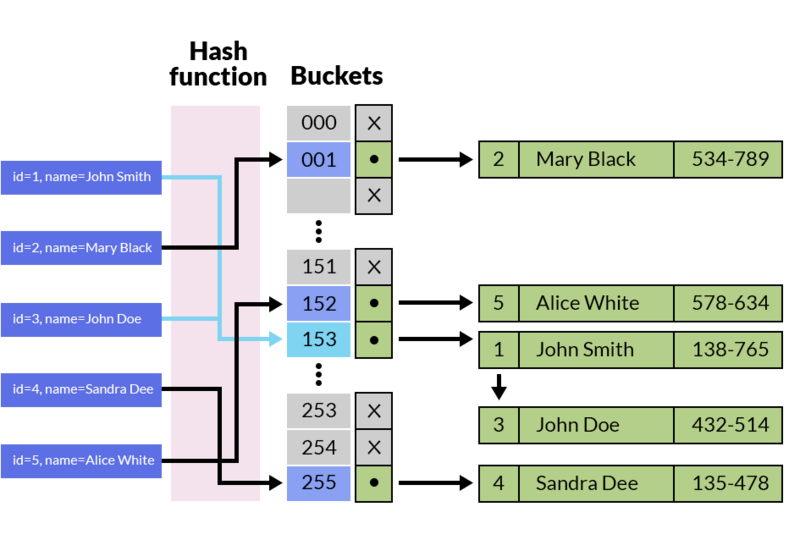 Hash
function
Buckets
id=1, name=John Smith
id=2, name=Mary Black
id=3, name=John Doe
id=4, name=Sandra Dee
id=5, name=Alice White
000 X
001
X
151 X
152
153
253 X
254 X
255
2 Mary Black 534-789
5 Alice White 578-634
1 John Smith 138-765
3 John Doe 432-514
4 Sandra Dee 135-478